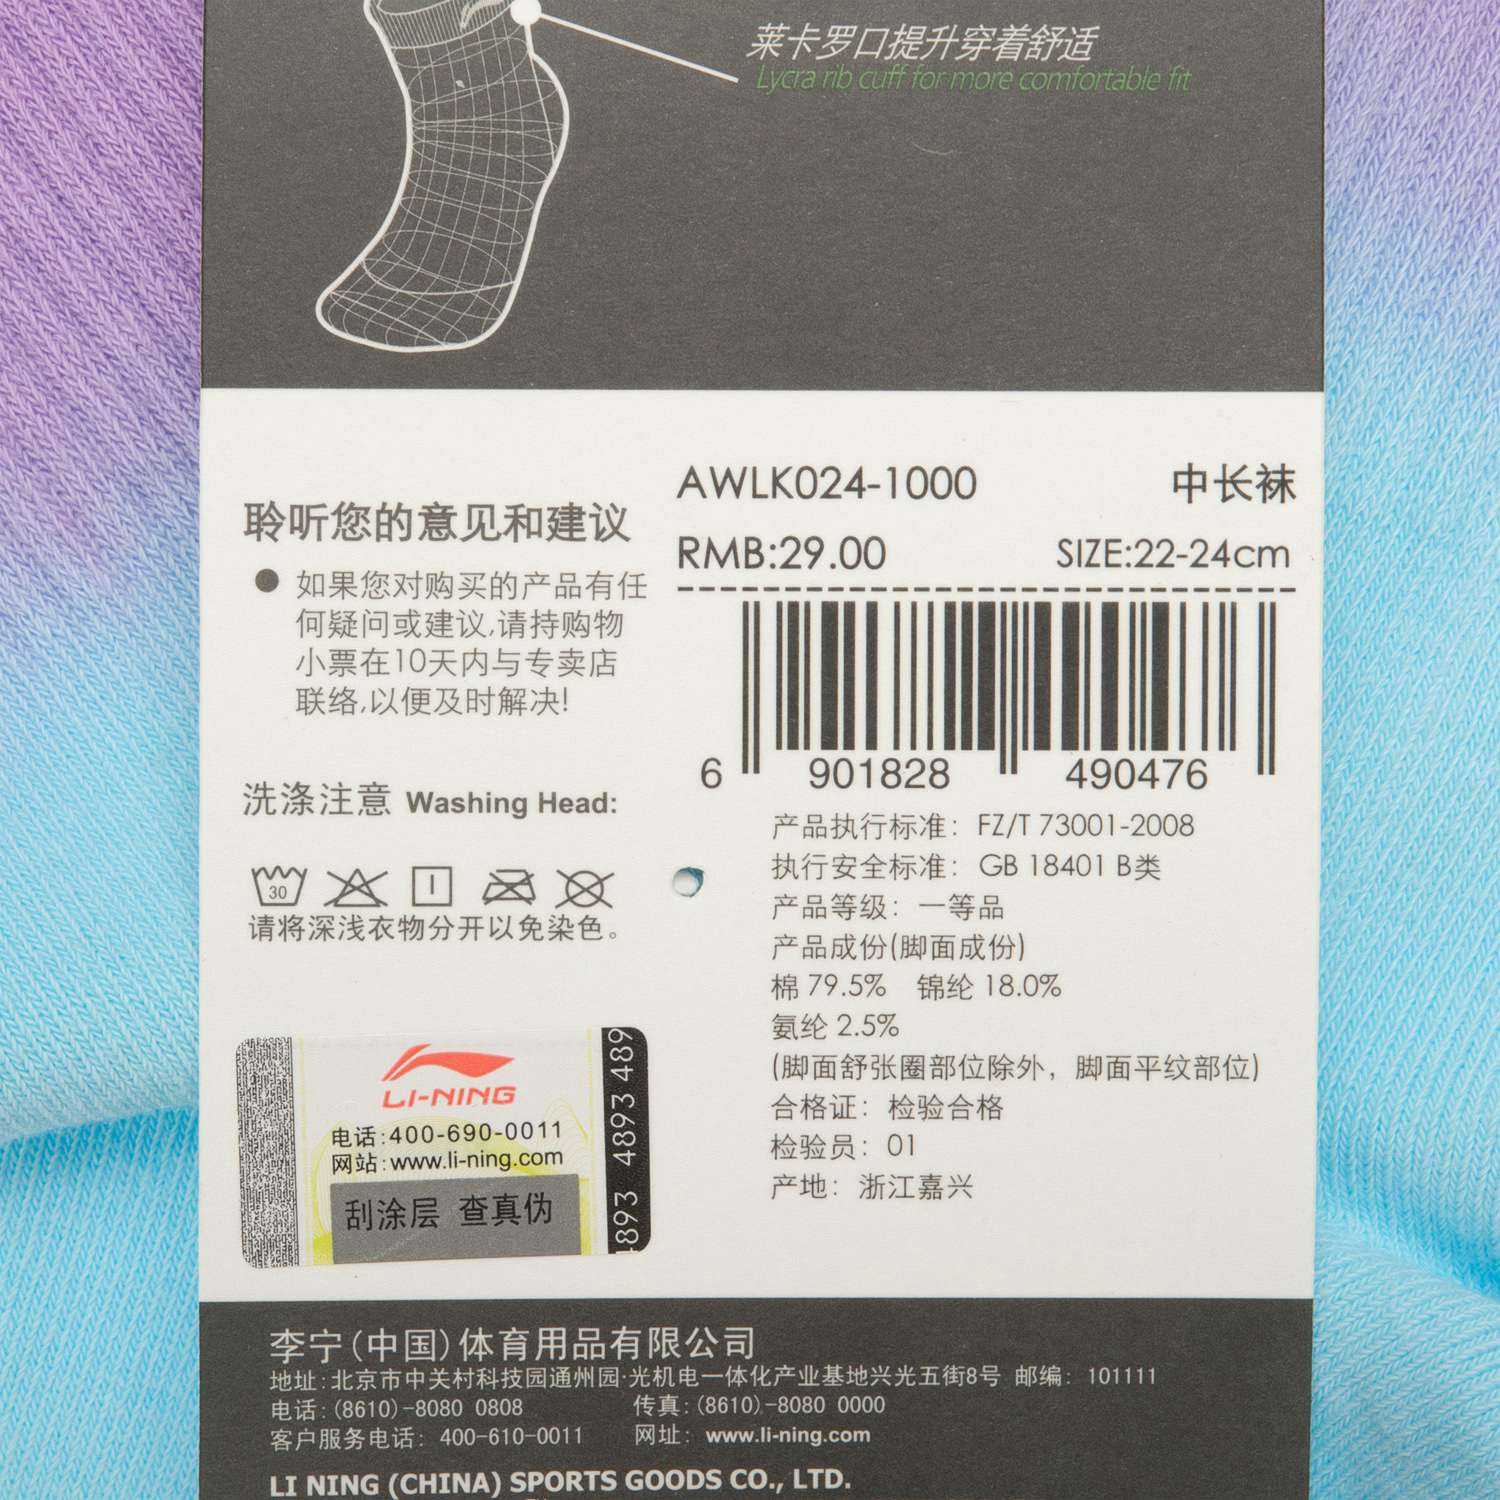 莱卡罗口提升穿着舒适
Lycra rib cuff for more comfortable fit
聆听您的意见和建议
● 如果您对购买的产品有任
何疑问或建议,请持购物
小票在10天内与专卖店
联络,以便及时解决!
洗涤注意 Washing Head:
30
请将深浅衣物分开以免染色。
LI-NING
电话:400-690-0011
网站:www.li-ning.com
刮涂层 查真伪
4893 4893 489
AWLK024-1000 中长袜
RMB:29.00 SIZE:22-24cm
6 901828 490476
产品执行标准: FZ/T 73001-2008
执行安全标准: GB 18401 B类
产品等级: 一等品
产品成份(脚面成份)
棉 79.5% 锦纶 18.0%
氨纶 2.5%
(脚面舒张圈部位除外，脚面平纹部位)
合格证: 检验合格
检验员: 01
产地: 浙江嘉兴
李宁(中国)体育用品有限公司
地址:北京市中关村科技园通州园·光机电一体化产业基地兴光五街8号 邮编: 101111
电话:(8610)-8080 0808 传真:(8610)-8080 0000
客户服务电话: 400-610-0011 网址: www.li-ning.com
LI NING (CHINA) SPORTS GOODS CO., LTD.